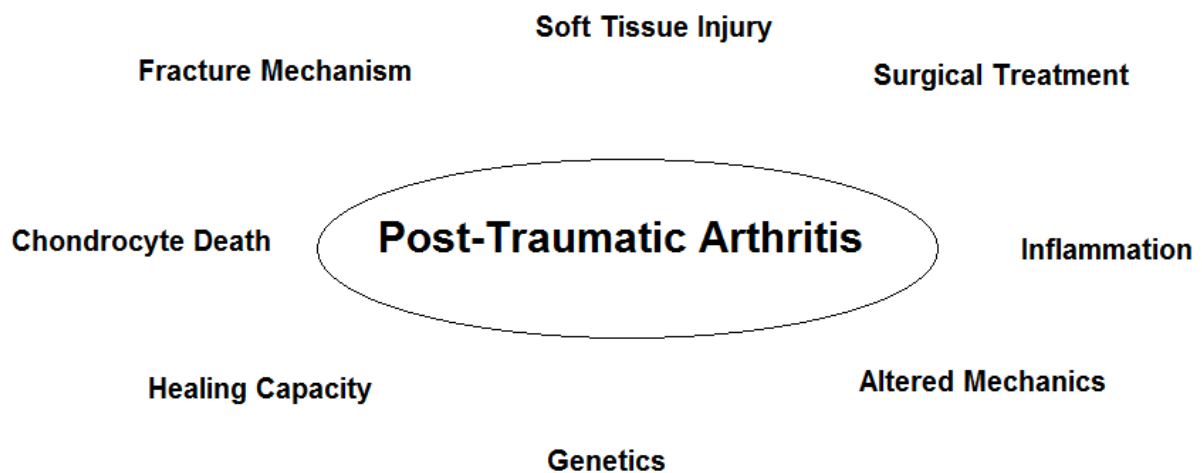 Soft Tissue Injury
Fracture Mechanism
Surgical Treatment
Post-Traumatic Arthritis
Chondrocyte Death
Inflammation
Healing Capacity
Altered Mechanics
Genetics